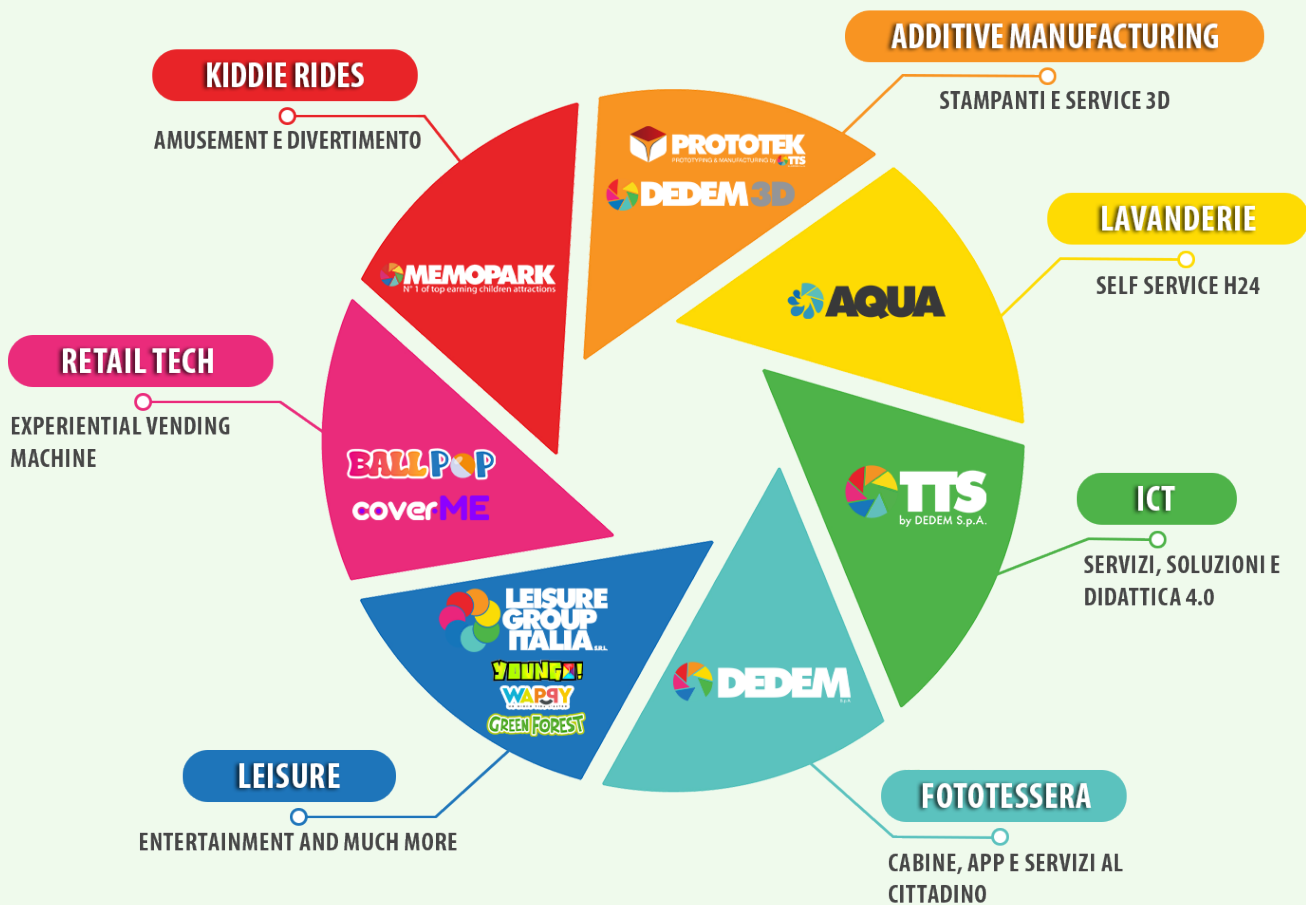 ADDITIVE MANUFACTURING
STAMPANTI E SERVICE 3D
PROTOTEK
PROTOTYPING & MANUFACTURING by TTS
DEDEM 3D
LAVANDERIE
SELF SERVICE H24
AQUA
ICT
SERVIZI, SOLUZIONI E
DIDATTICA 4.0
TTS
by DEDEM S.p.A.
FOTOTESSERA
CABINE, APP E SERVIZI AL
CITTADINO
DEDEM
LEISURE
ENTERTAINMENT AND MUCH MORE
LEISURE
GROUP
ITALIA S.R.L.
YOUNGO!
WAPPY
GREEN FOREST
RETAIL TECH
EXPERIENTIAL VENDING
MACHINE
BALLPOP
coverME
KIDDIE RIDES
AMUSEMENT E DIVERTIMENTO
MEMOPARK
N° 1 of top earning children attractions